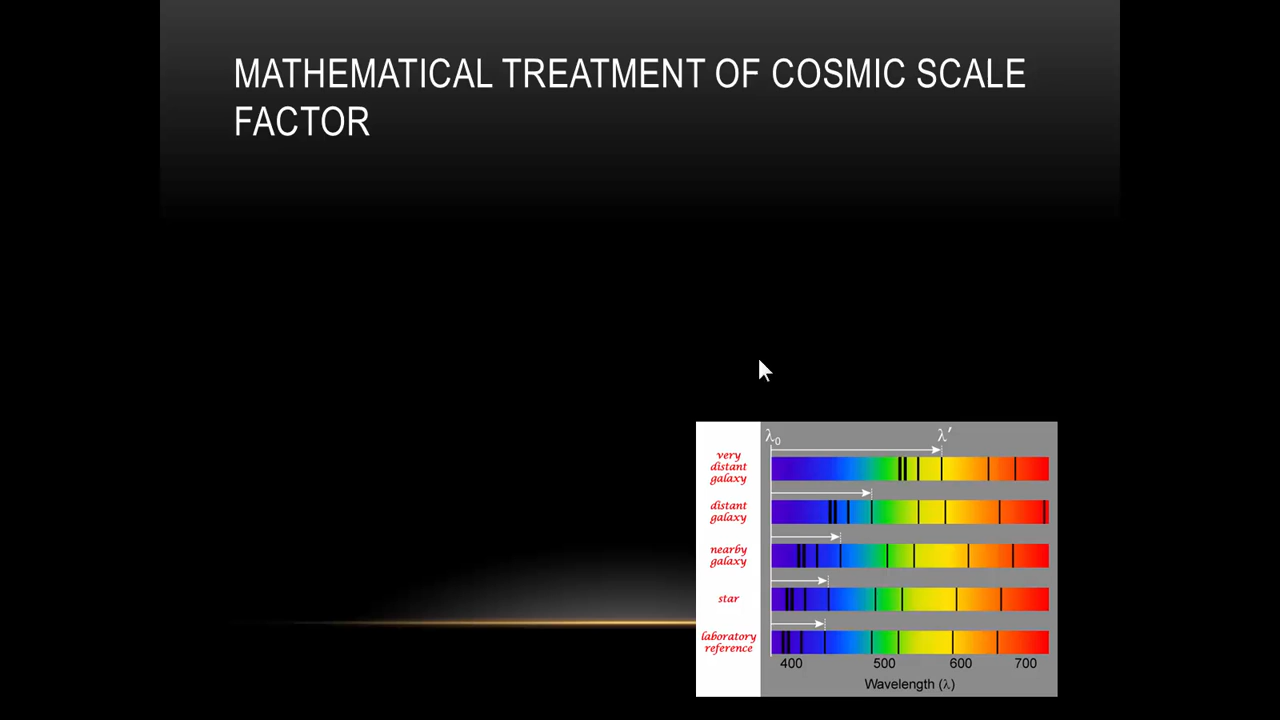 MATHEMATICAL TREATMENT OF COSMIC SCALE
FACTOR
λ₀ λ′
very
distant
galaxy
distant
galaxy
nearby
galaxy
star
laboratory
reference
400 500 600 700
Wavelength (λ)